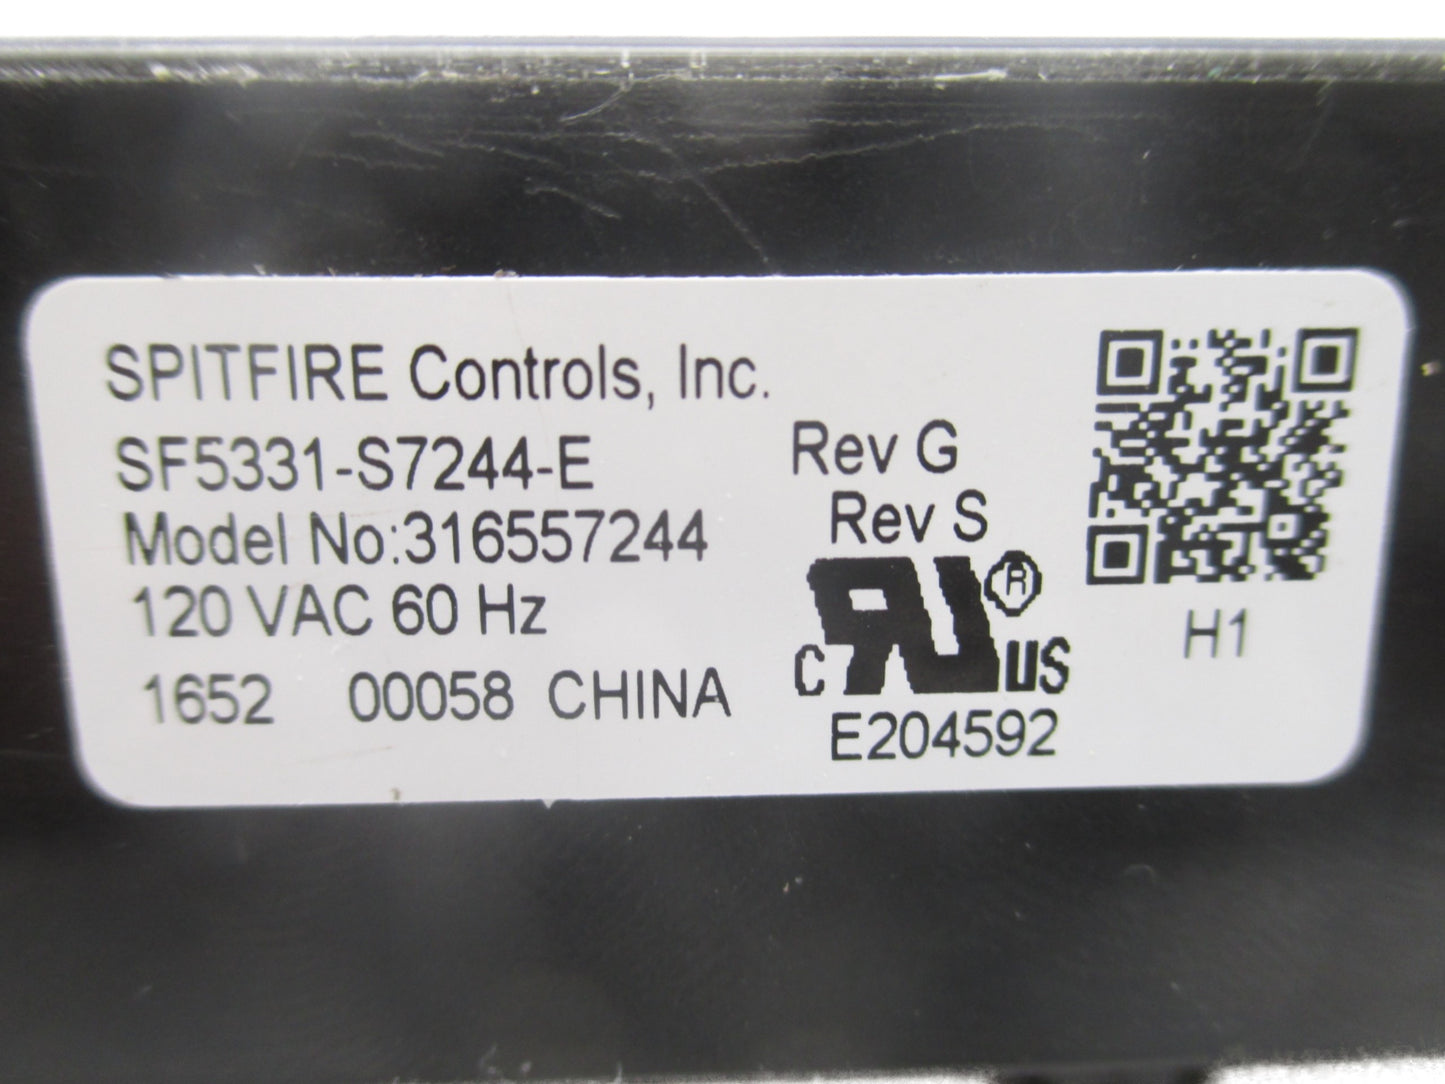 SPITFIRE Controls, Inc.
SF5331-S7244-E Rev G
Model No:316557244 Rev S
120 VAC 60 Hz
1652 00058 CHINA
C RU US ®
E204592
H1